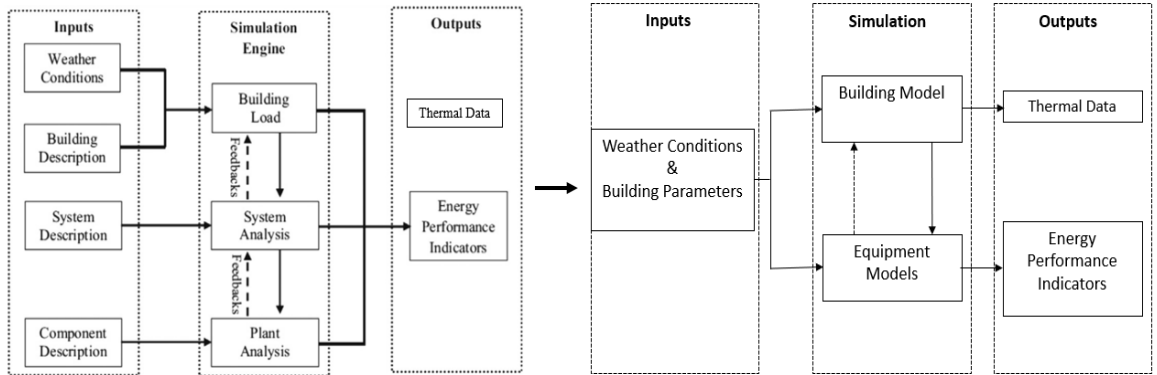 Inputs
Weather
Conditions
Building
Description
System
Description
Component
Description
Simulation
Engine
Building
Load
Feedbacks
System
Analysis
Feedbacks
Plant
Analysis
Outputs
Thermal Data
Energy
Performance
Indicators
Inputs
Weather Conditions
&
Building Parameters
Simulation
Building Model
Equipment
Models
Outputs
Thermal Data
Energy
Performance
Indicators